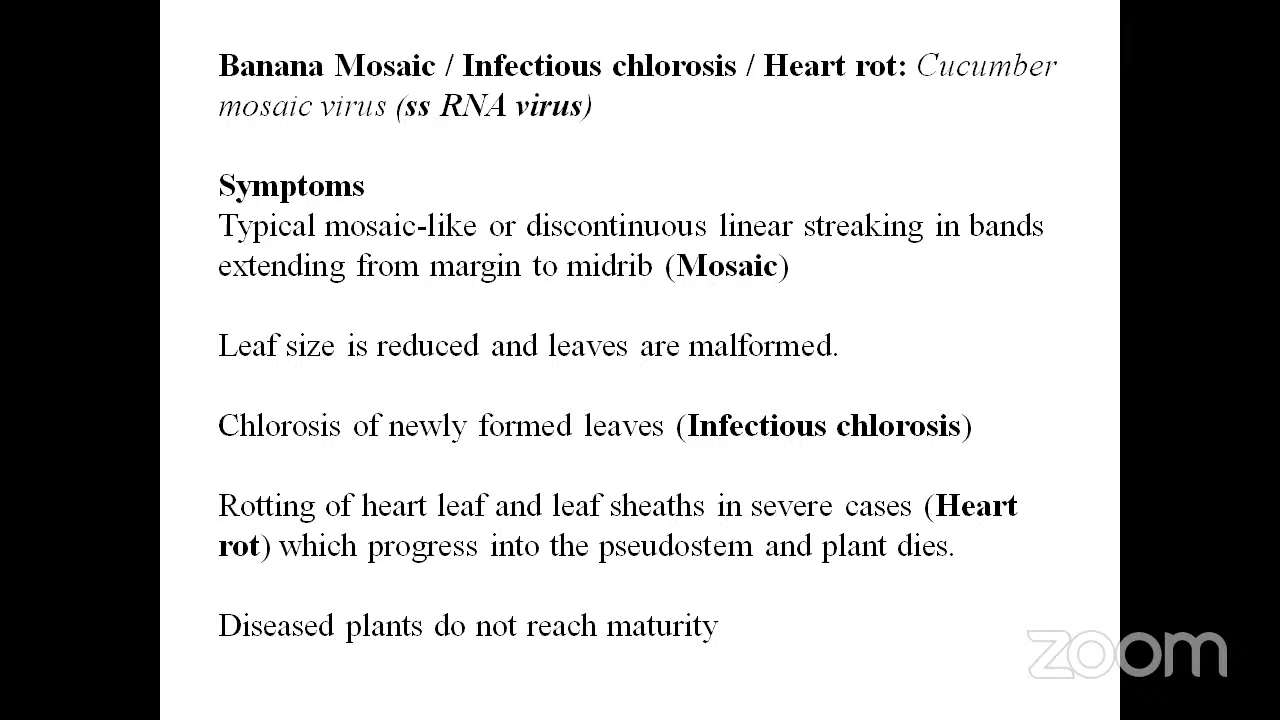 Banana Mosaic / Infectious chlorosis / Heart rot: Cucumber
mosaic virus (ss RNA virus)
Symptoms
Typical mosaic-like or discontinuous linear streaking in bands
extending from margin to midrib (Mosaic)
Leaf size is reduced and leaves are malformed.
Chlorosis of newly formed leaves (Infectious chlorosis)
Rotting of heart leaf and leaf sheaths in severe cases (Heart
rot) which progress into the pseudostem and plant dies.
Diseased plants do not reach maturity
zoom